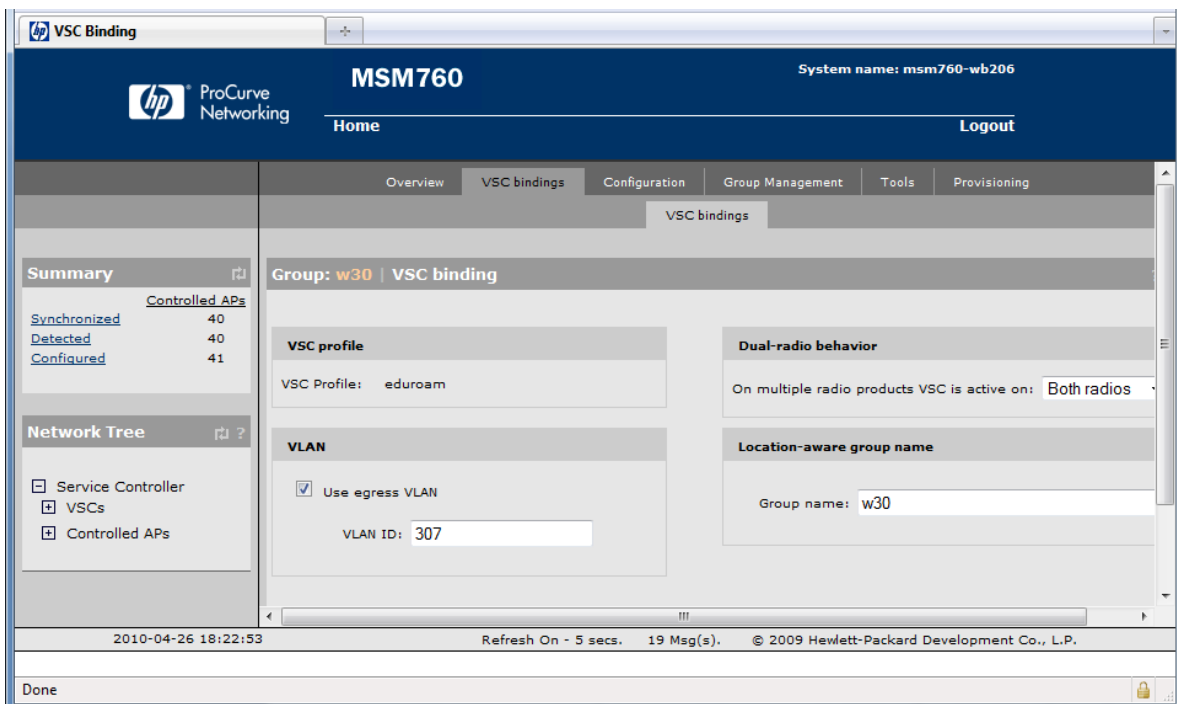 VSC Binding
hp ProCurve Networking
MSM760
System name: msm760-wb206
Home Logout
Overview VSC bindings Configuration Group Management Tools Provisioning
VSC bindings
Summary
Controlled APs
Synchronized 40
Detected 40
Configured 41
Network Tree ?
Service Controller
VSCs
Controlled APs
Group: w30 | VSC binding
VSC profile
VSC Profile: eduroam
Dual-radio behavior
On multiple radio products VSC is active on: Both radios
VLAN
Use egress VLAN
VLAN ID: 307
Location-aware group name
Group name: w30
2010-04-26 18:22:53 Refresh On - 5 secs. 19 Msg(s). © 2009 Hewlett-Packard Development Co., L.P.
Done